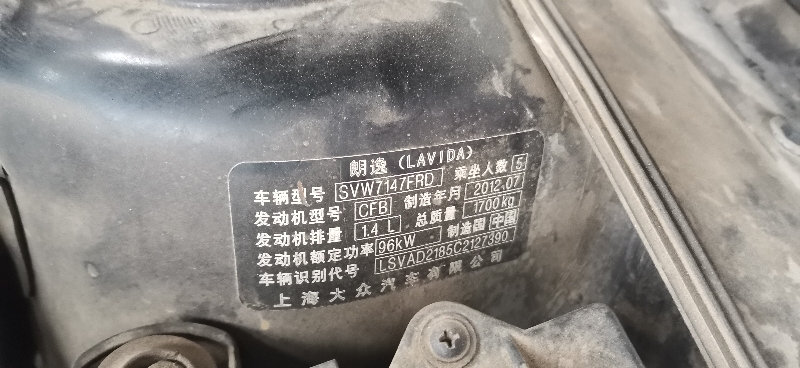 朗逸 (LAVIDA)
车辆型号 SVW7147FRD 乘坐人数 5
发动机型号 CFB 制造年月 2012.07
发动机排量 1.4 L 总质量 1700kg
发动机额定功率 96kW 制造国 中国
车辆识别代号 LSVAD2185C2127390
上海大众汽车有限公司